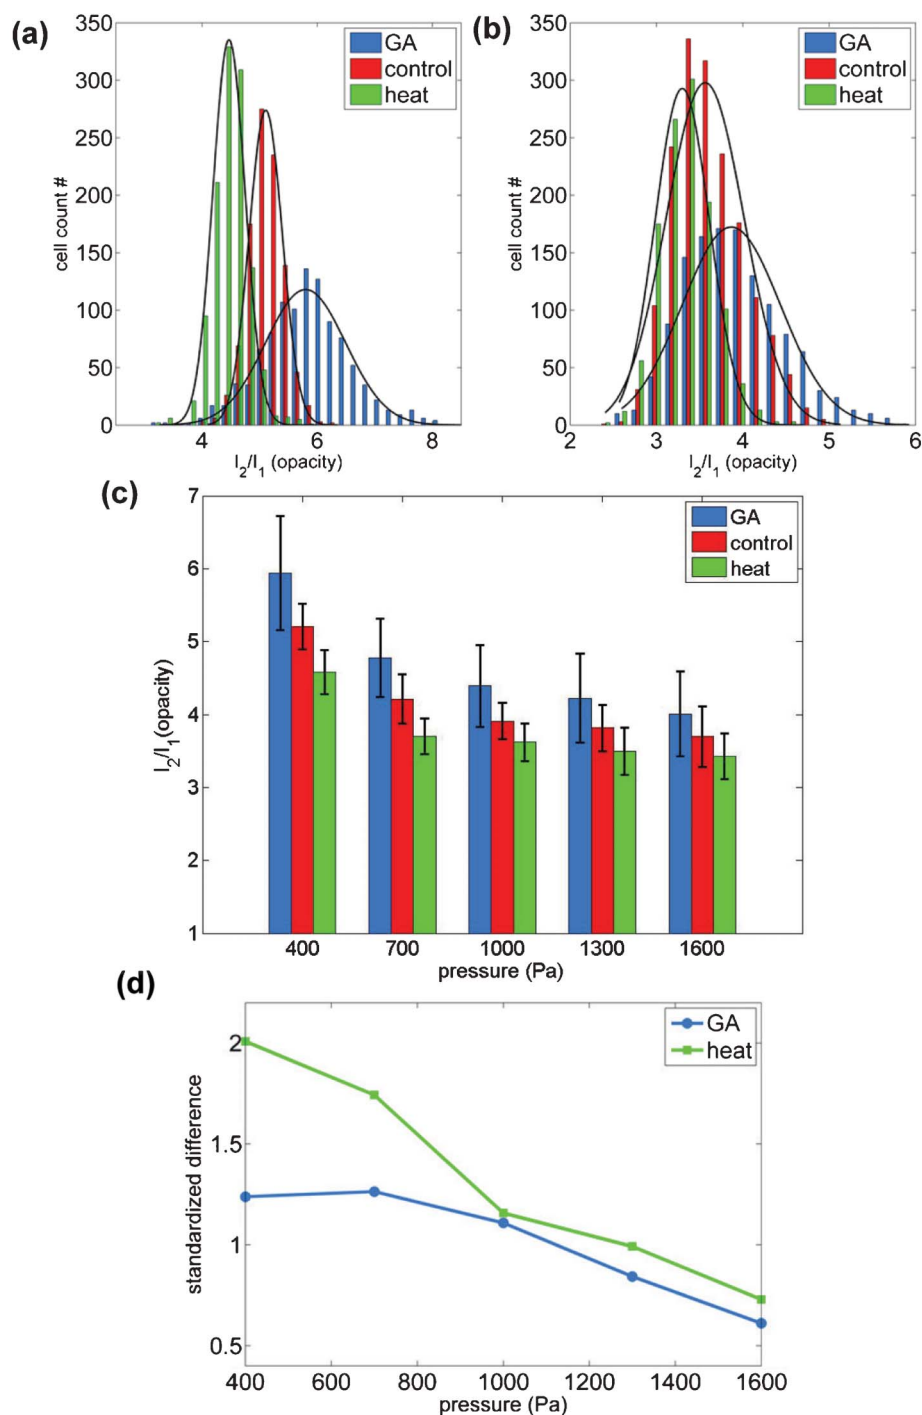 (a)
350
300
250
200
150
100
50
0
cell count #
4 6 8
I2/I1 (opacity)
GA
control
heat
(b)
350
300
250
200
150
100
50
0
cell count #
2 3 4 5 6
I2/I1 (opacity)
GA
control
heat
(c)
7
6
5
4
3
2
1
I2/I1(opacity)
400 700 1000 1300 1600
pressure (Pa)
GA
control
heat
(d)
2
1.5
1
0.5
standardized difference
400 600 800 1000 1200 1400 1600
pressure (Pa)
GA
heat